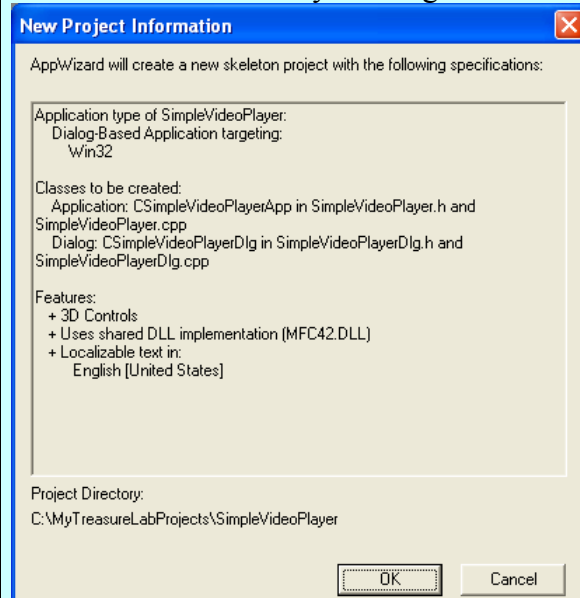 New Project Information
AppWizard will create a new skeleton project with the following specifications:
Application type of SimpleVideoPlayer:
Dialog-Based Application targeting:
Win32
Classes to be created:
Application: CSimpleVideoPlayerApp in SimpleVideoPlayer.h and
SimpleVideoPlayer.cpp
Dialog: CSimpleVideoPlayerDlg in SimpleVideoPlayerDlg.h and
SimpleVideoPlayerDlg.cpp
Features:
+ 3D Controls
+ Uses shared DLL implementation (MFC42.DLL)
+ Localizable text in:
English [United States]
Project Directory:
C:\MyTreasureLabProjects\SimpleVideoPlayer
OK Cancel